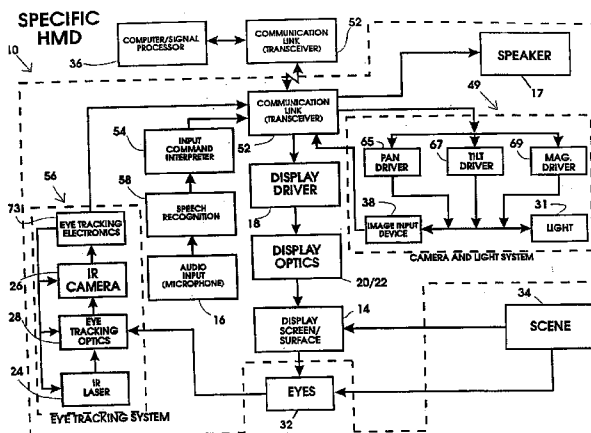 SPECIFIC
HMD
10
COMPUTER/SIGNAL
PROCESSOR
36
COMMUNICATION
LINK
(TRANSCEIVER)
52
SPEAKER
17
COMMUNICATION
LINK
(TRANSCEIVER)
52
49
54
INPUT
COMMAND
INTERPRETER
65
PAN
DRIVER
67
TILT
DRIVER
69
MAG.
DRIVER
56
58
SPEECH
RECOGNITION
DISPLAY
DRIVER
18
38
IMAGE INPUT
DEVICE
31
LIGHT
CAMERA AND LIGHT SYSTEM
73
EYE TRACKING
ELECTRONICS
AUDIO
INPUT
(MICROPHONE)
16
DISPLAY
OPTICS
20/22
26
IR
CAMERA
28
EYE
TRACKING
OPTICS
14
DISPLAY
SCREEN/
SURFACE
34
SCENE
24
IR
LASER
EYE TRACKING SYSTEM
EYES
32